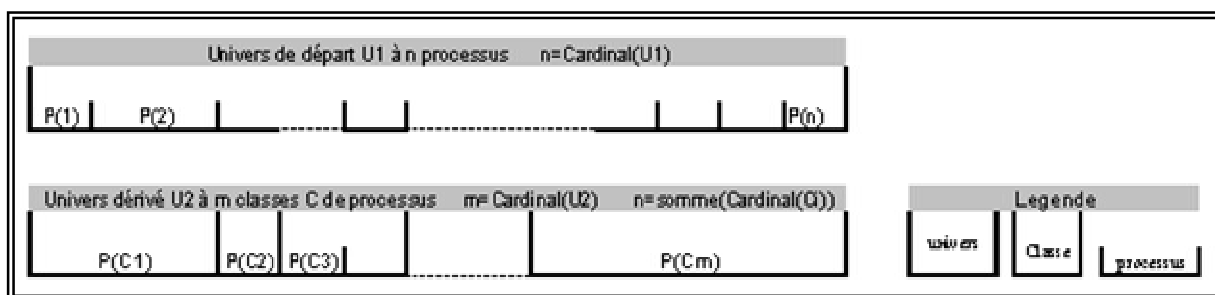 Univers de départ U1 à n processus n=Cardinal(U1)
P(1) P(2) P(n)
Univers dérivé U2 à m classes C de processus m=Cardinal(U2) n=somme(Cardinal(Ci))
P(C1) P(C2) P(C3) P(Cm)
Legende
univers Classe processus